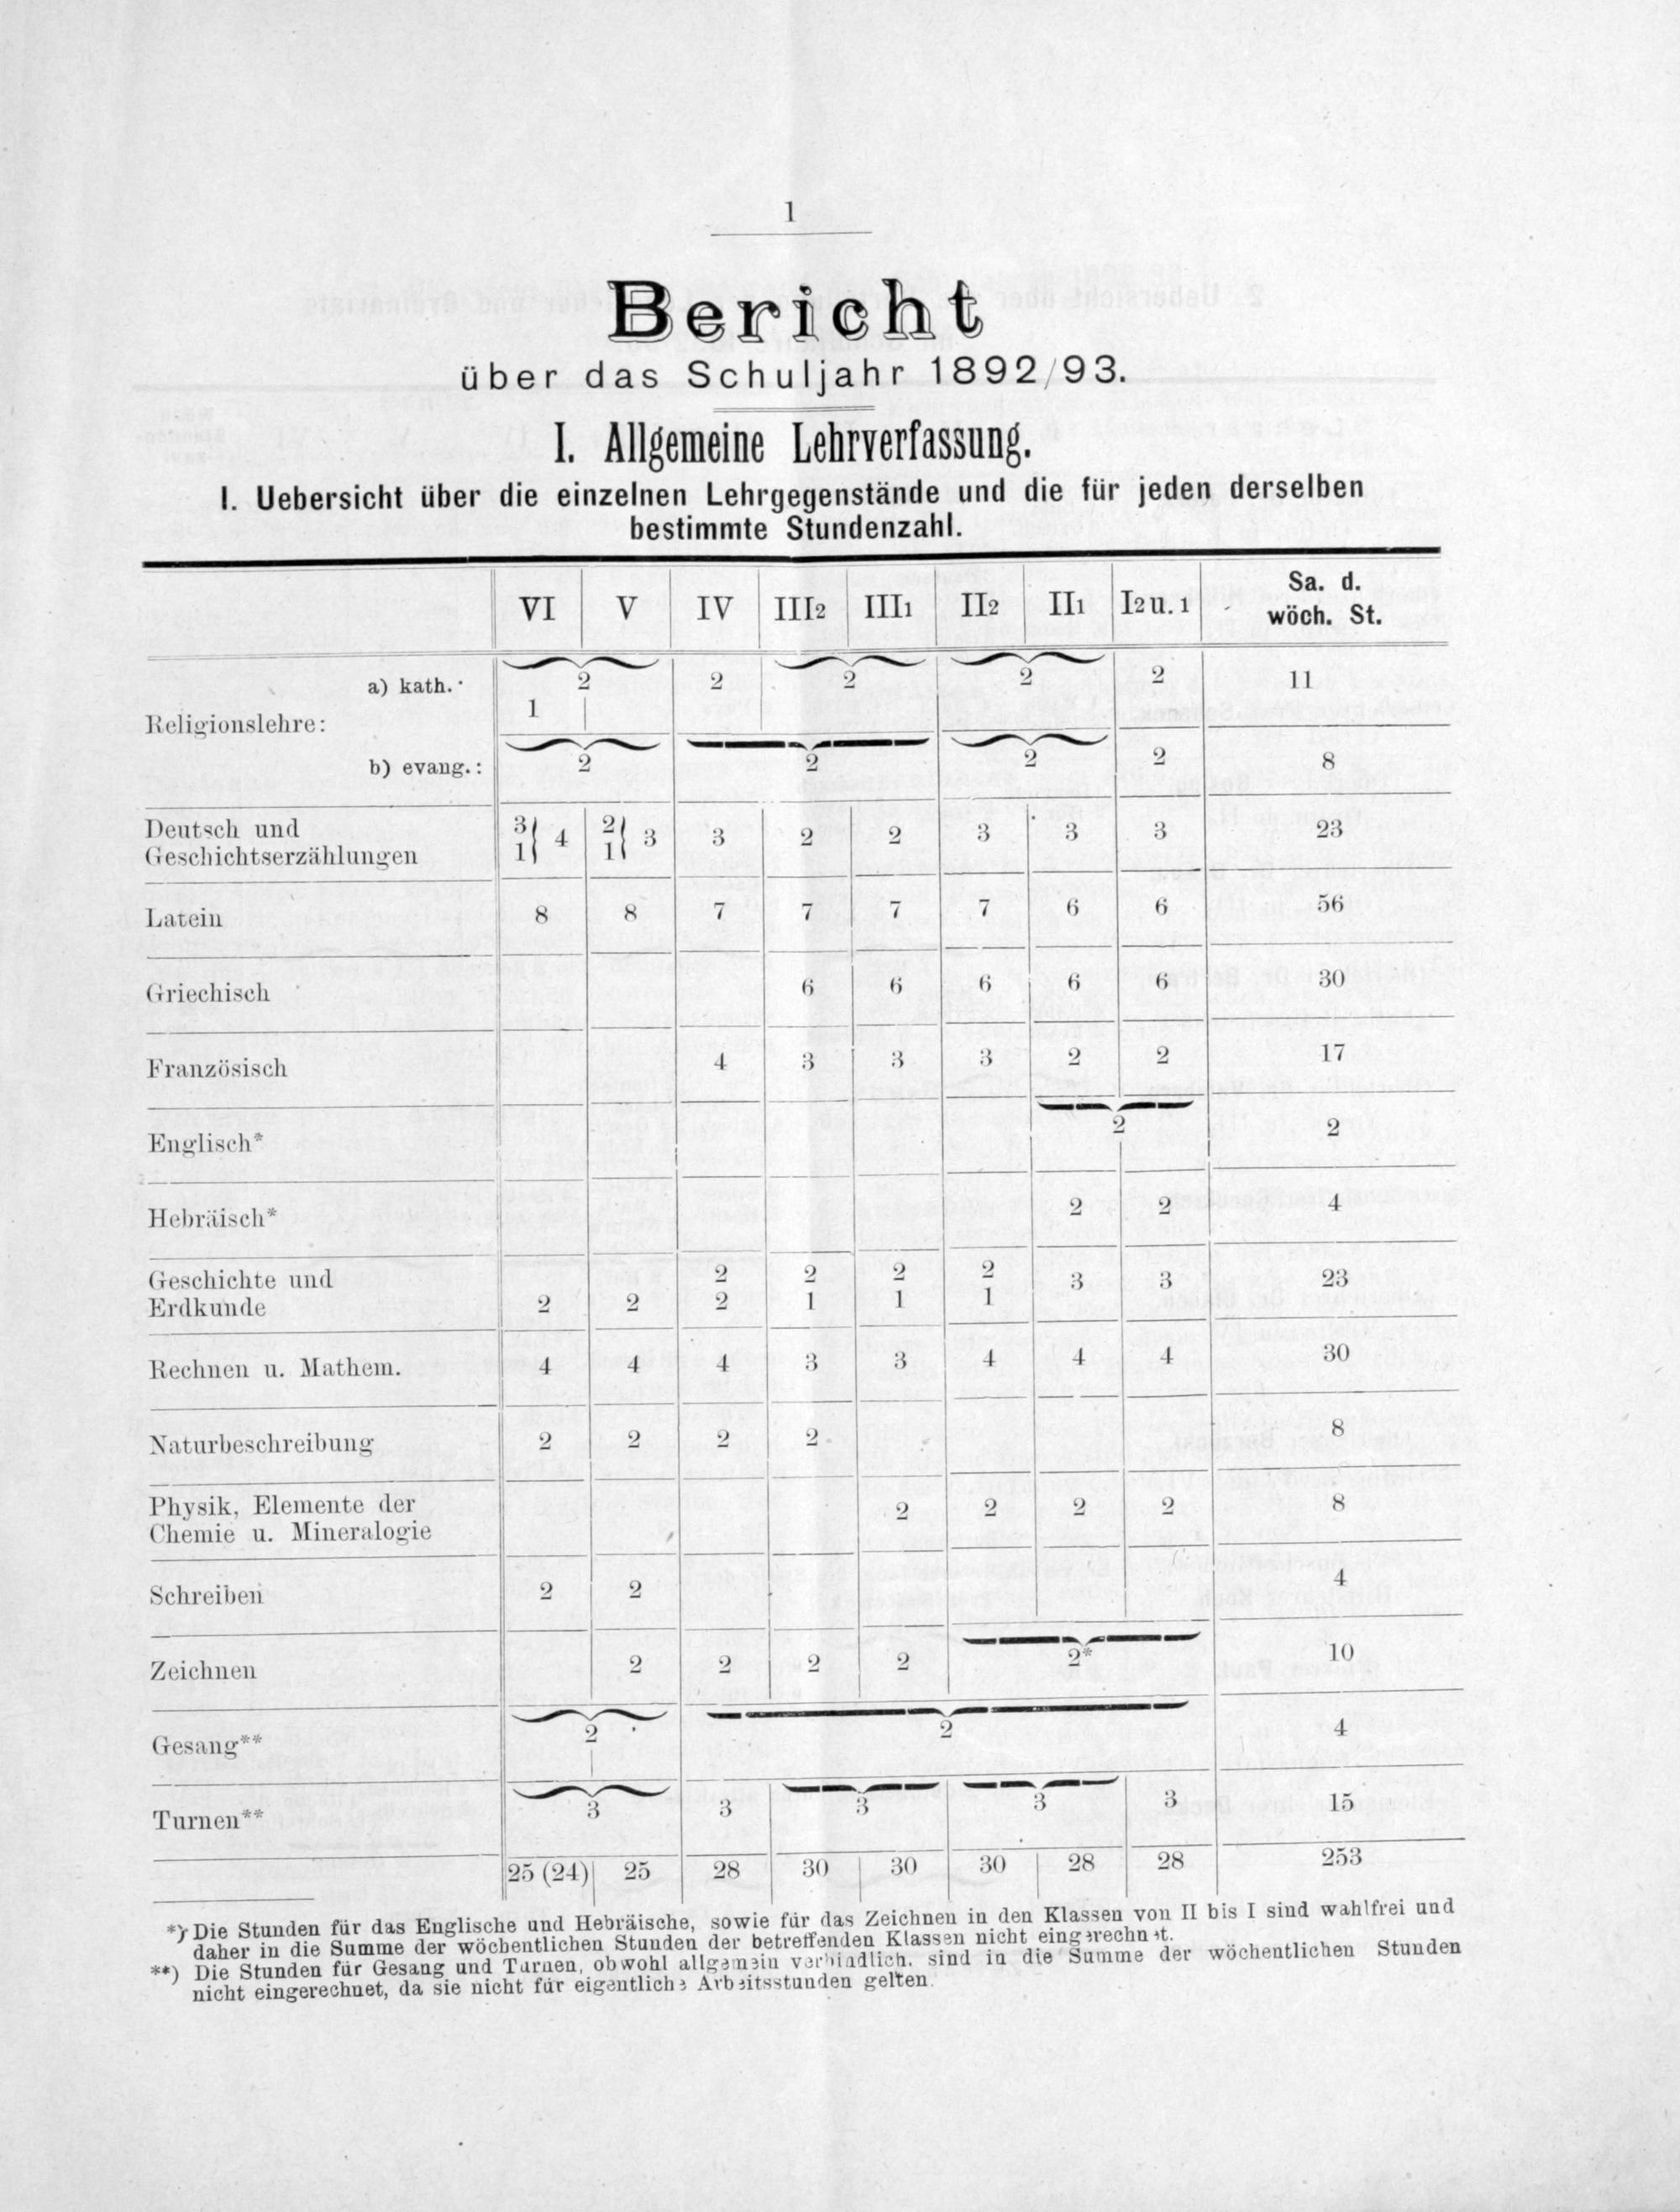 1
Bericht
über das Schuljahr 1892/93.
I. Allgemeine Lehrverfassung.
I. Uebersicht über die einzelnen Lehrgegenstände und die für jeden derselben
bestimmte Stundenzahl.
VI V IV III2 III1 II2 II1 I2 u. 1 Sa. d.
wöch. St.
a) kath. 2 2 2 2 2 11
1
Religionslehre:
b) evang.: 2 2 2 2 8
Deutsch und 3 2
Geschichtserzählungen 1 4 1 3 3 2 2 3 3 3 23
Latein 8 8 7 7 7 7 6 6 56
Griechisch 6 6 6 6 6 30
Französisch 4 3 3 3 2 2 17
Englisch* 2 2
Hebräisch* 2 2 4
Geschichte und 2 2 2 2 3 3 23
Erdkunde 2 2 2 1 1 1
Rechnen u. Mathem. 4 4 4 3 3 4 4 4 30
Naturbeschreibung 2 2 2 2 8
Physik, Elemente der
Chemie u. Mineralogie 2 2 2 2 8
Schreiben 2 2 4
Zeichnen 2 2 2 2 2* 10
Gesang** 2 2 4
Turnen** 3 3 3 3 3 15
25 (24) 25 28 30 30 30 28 28 253
*) Die Stunden für das Englische und Hebräische, sowie für das Zeichnen in den Klassen von II bis I sind wahlfrei und
daher in die Summe der wöchentlichen Stunden der betreffenden Klassen nicht eingerechnet.
**) Die Stunden für Gesang und Turnen, obwohl allgemein verbindlich, sind in die Summe der wöchentlichen Stunden
nicht eingerechnet, da sie nicht für eigentliche Arbeitsstunden gelten.